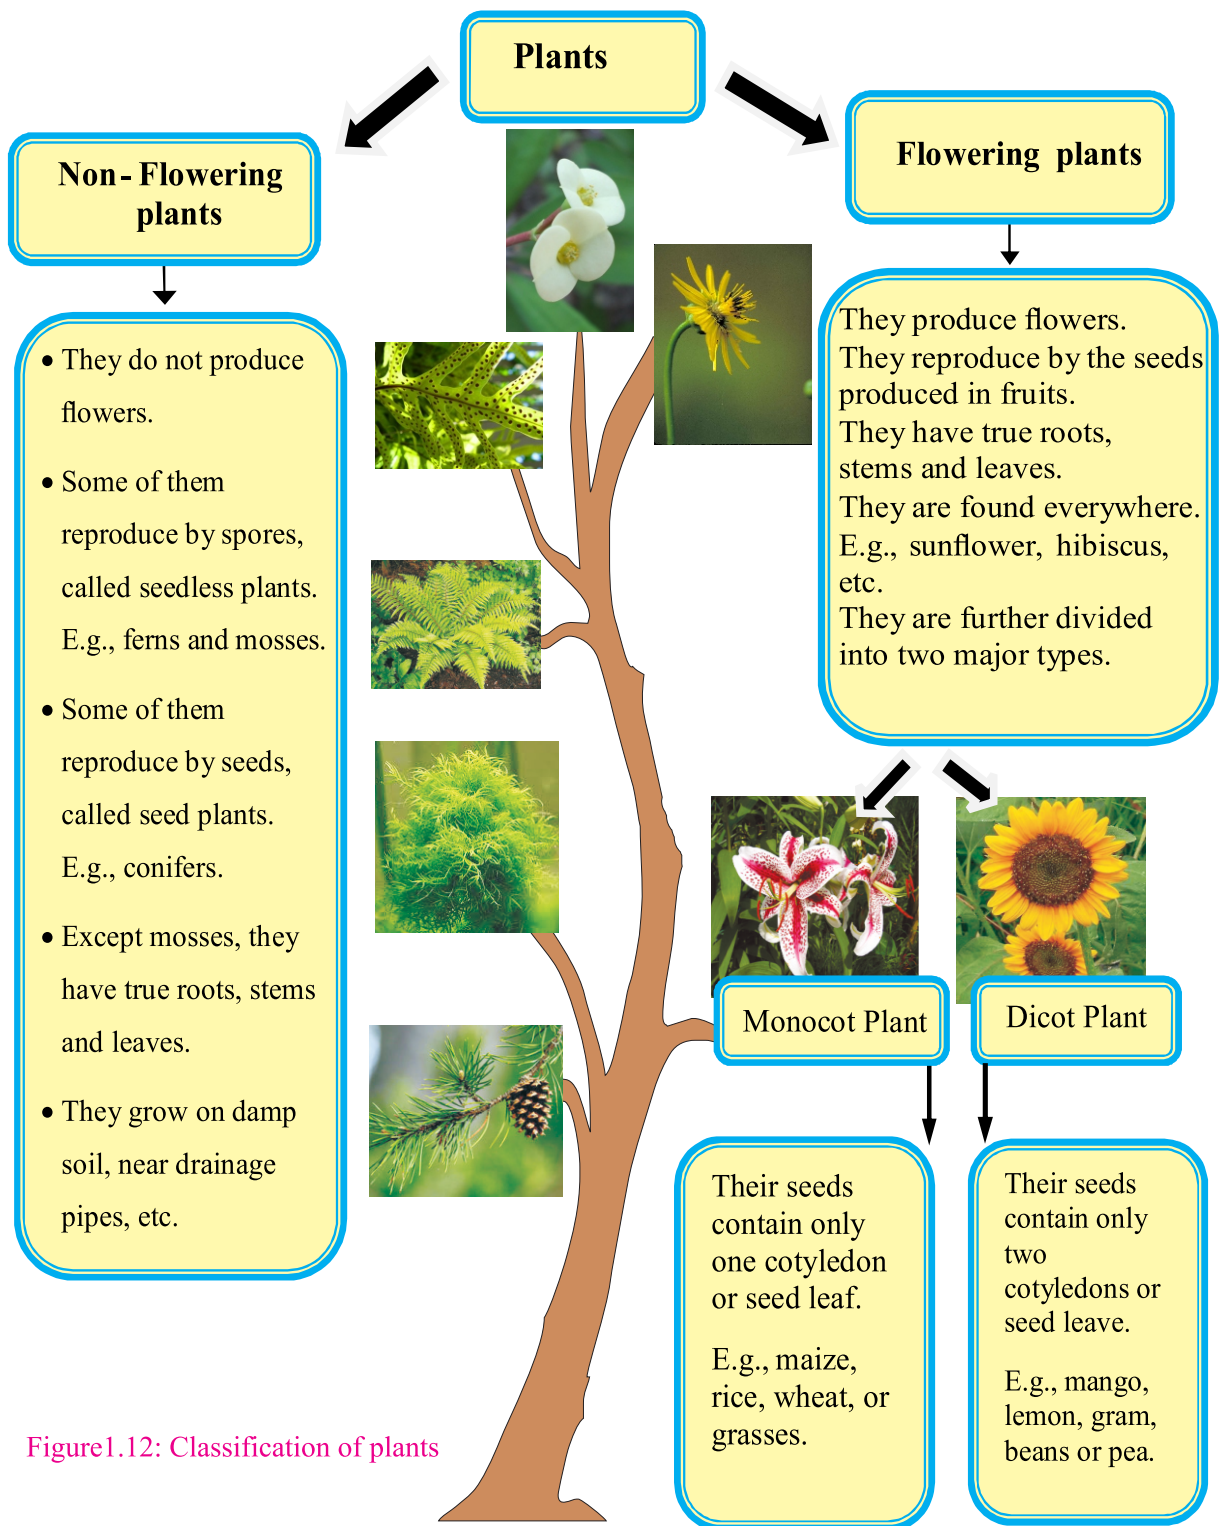 Plants
Non-Flowering
plants
Flowering plants
• They do not produce
flowers.
• Some of them
reproduce by spores,
called seedless plants.
E.g., ferns and mosses.
• Some of them
reproduce by seeds,
called seed plants.
E.g., conifers.
• Except mosses, they
have true roots, stems
and leaves.
• They grow on damp
soil, near drainage
pipes, etc.
They produce flowers.
They reproduce by the seeds
produced in fruits.
They have true roots,
stems and leaves.
They are found everywhere.
E.g., sunflower, hibiscus,
etc.
They are further divided
into two major types.
Monocot Plant
Dicot Plant
Their seeds
contain only
one cotyledon
or seed leaf.
E.g., maize,
rice, wheat, or
grasses.
Their seeds
contain only
two
cotyledons or
seed leave.
E.g., mango,
lemon, gram,
beans or pea.
Figure1.12: Classification of plants